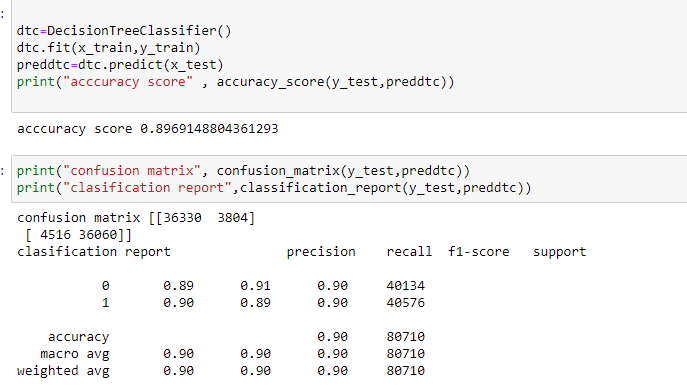 :
dtc=DecisionTreeClassifier()
dtc.fit(x_train,y_train)
preddtc=dtc.predict(x_test)
print("acccuracy score" , accuracy_score(y_test,preddtc))
acccuracy score 0.8969148804361293
: print("confusion matrix", confusion_matrix(y_test,preddtc))
print("clasification report",classification_report(y_test,preddtc))
confusion matrix [[36330  3804]
 [ 4516 36060]]
clasification report               precision    recall  f1-score   support
           0       0.89      0.91      0.90     40134
           1       0.90      0.89      0.90     40576
    accuracy                           0.90     80710
   macro avg       0.90      0.90      0.90     80710
weighted avg       0.90      0.90      0.90     80710